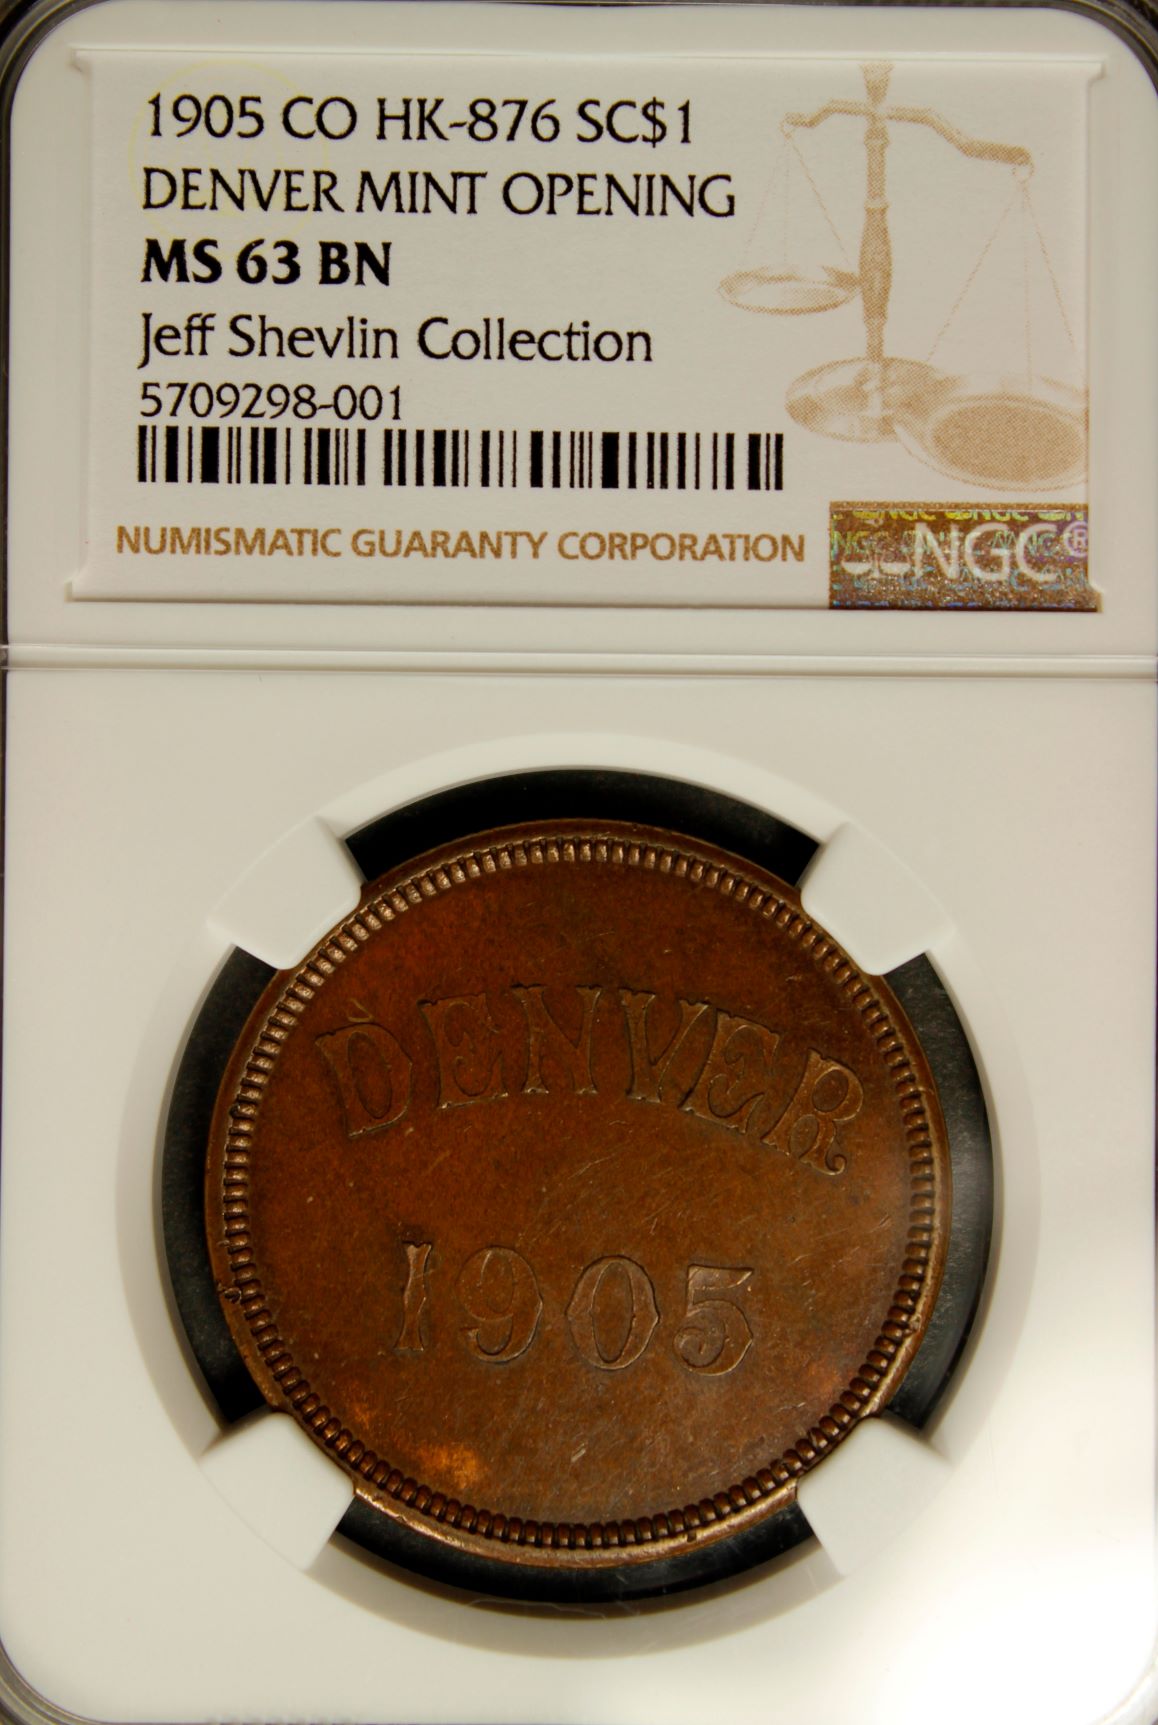 1905 CO HK-876 SC$1
DENVER MINT OPENING
MS 63 BN
Jeff Shevlin Collection
5709298-001
NUMISMATIC GUARANTY CORPORATION
NGC®
DENVER
1905